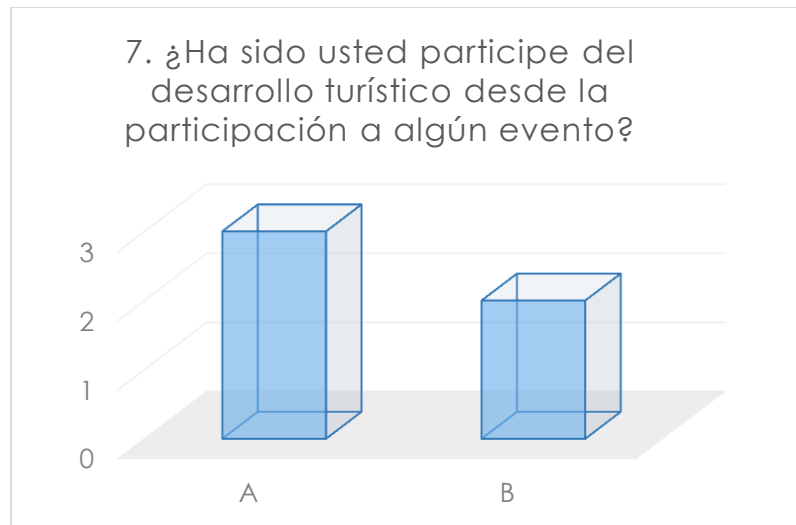 7. ¿Ha sido usted participe del
desarrollo turístico desde la
participación a algún evento?
3
2
1
0
A
B